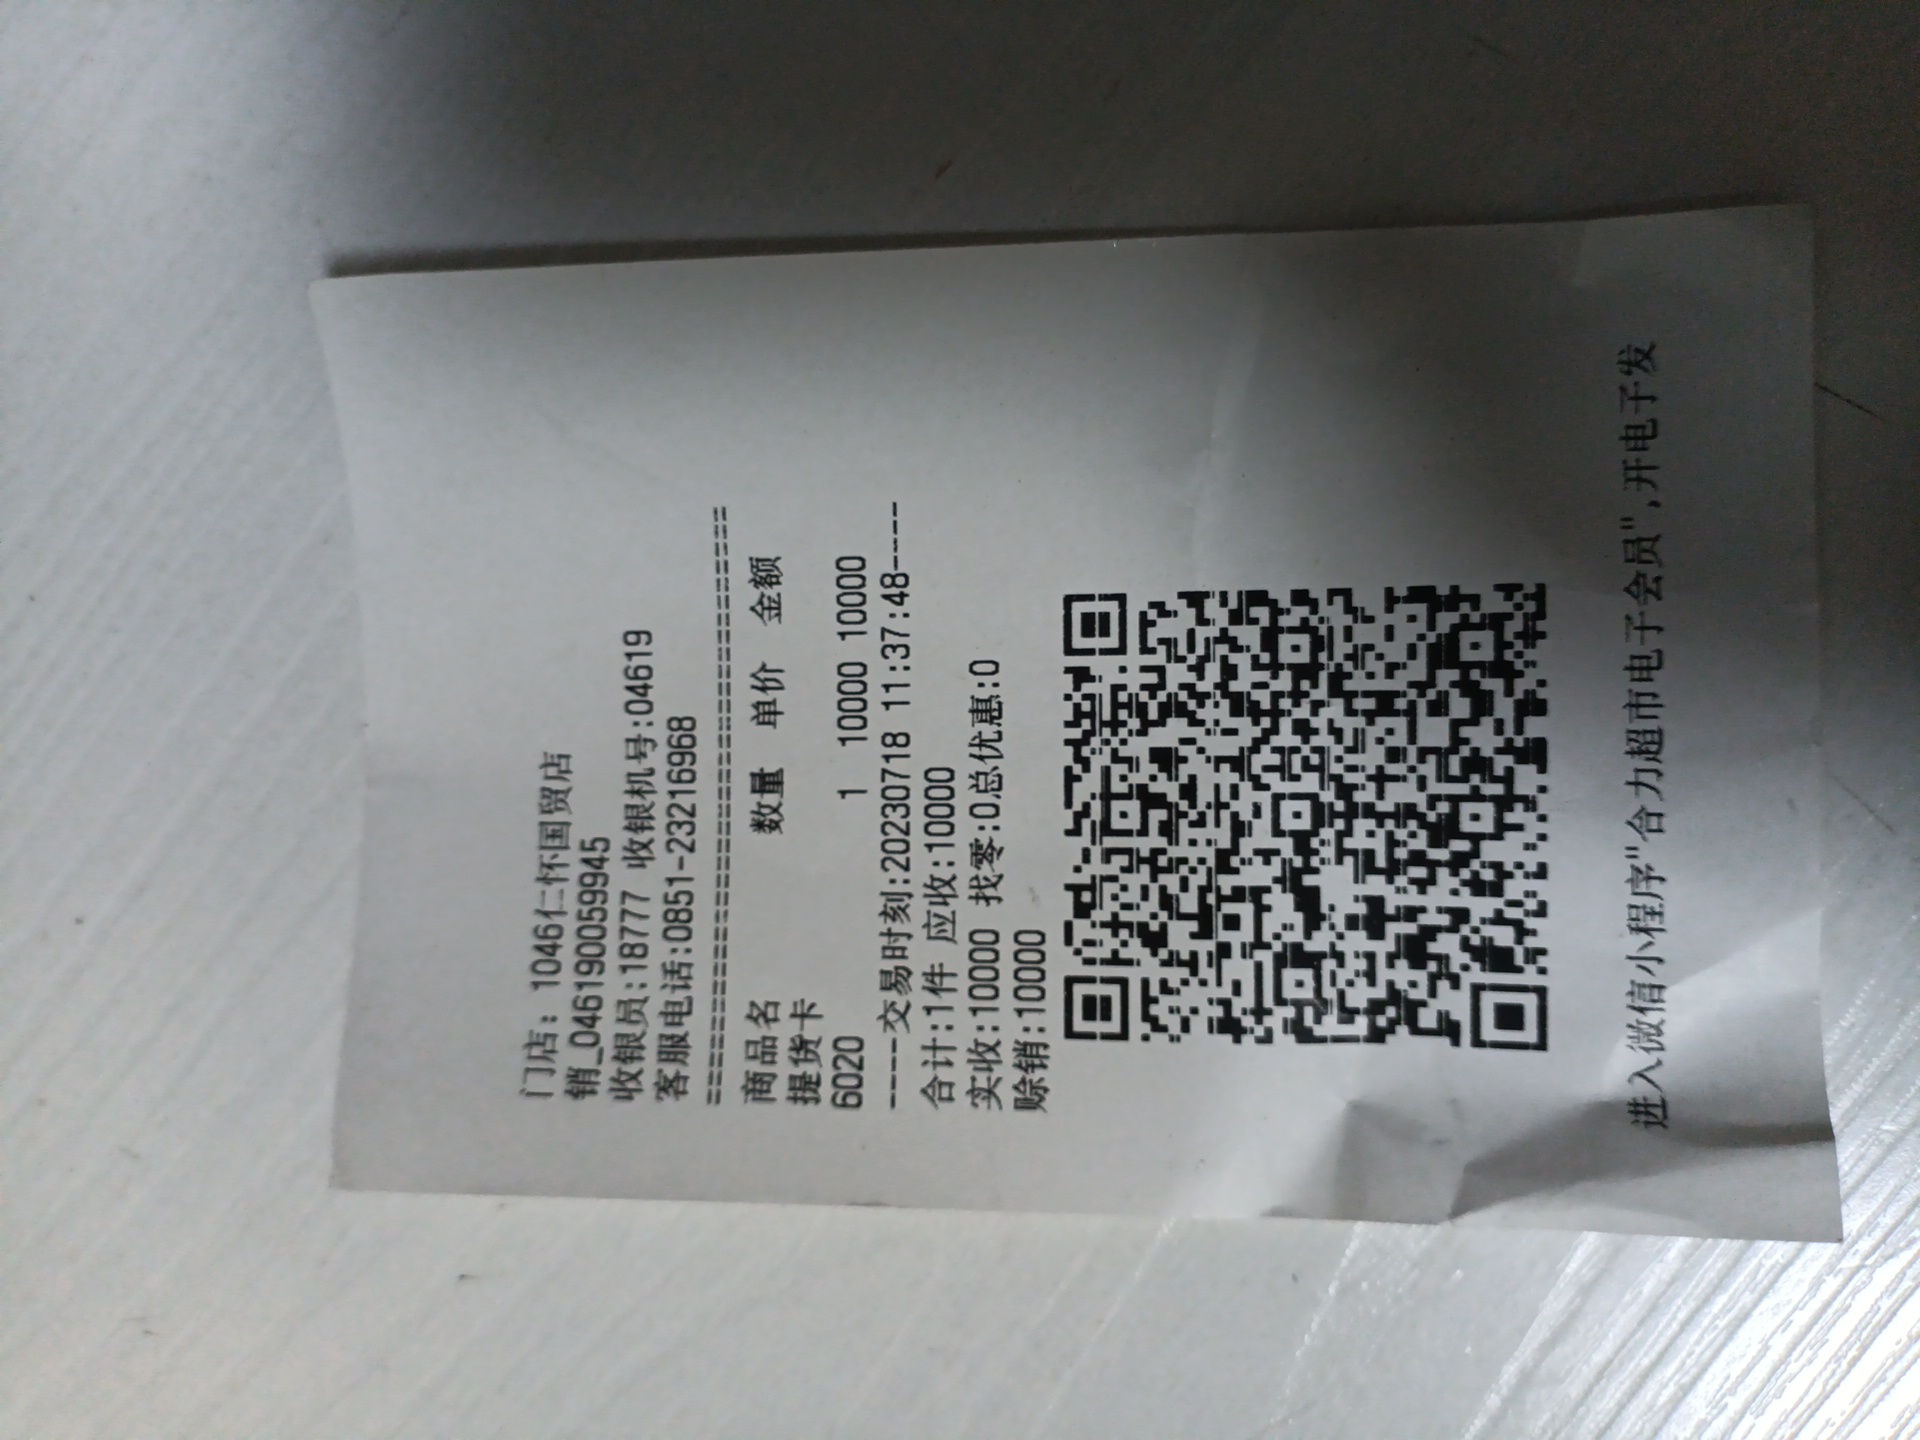 门店: 1046仁怀国贸店
销_046190059945
收银员:18777 收银机号:04619
客服电话:0851-23216968
商品名 数量 单价 金额
提货卡
6020 1 10000 10000
----交易时刻:20230718 11:37:48----
合计:1件 应收:10000
实收:10000 找零:0总优惠:0
赊销:10000
进入微信小程序"合力超市电子会员",开电子发